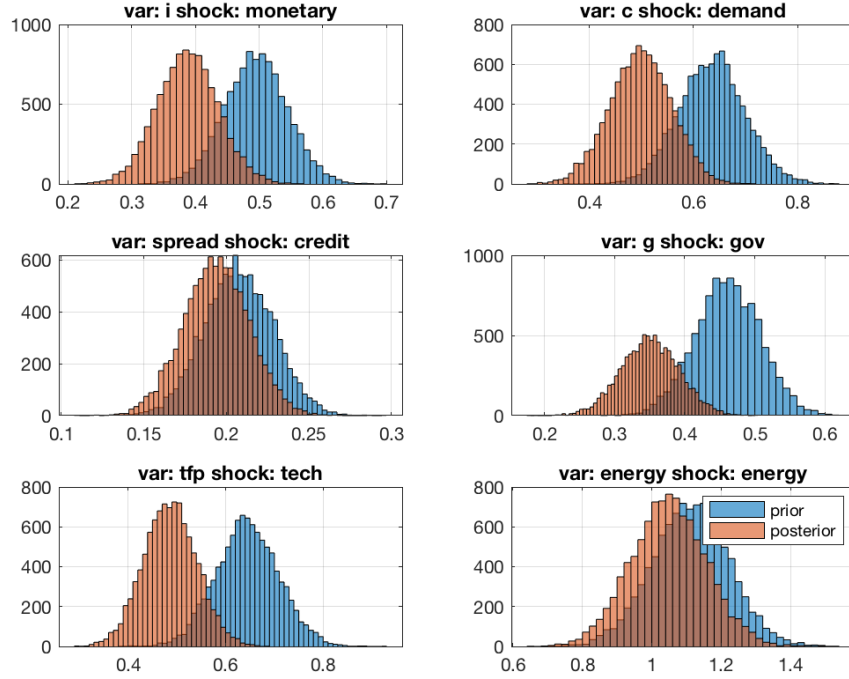 var: i shock: monetary
1000
500
0
0.2 0.3 0.4 0.5 0.6 0.7
var: c shock: demand
800
600
400
200
0
0.4 0.6 0.8
var: spread shock: credit
600
400
200
0
0.1 0.15 0.2 0.25 0.3
var: g shock: gov
1000
500
0
0.2 0.3 0.4 0.5 0.6
var: tfp shock: tech
800
600
400
200
0
0.4 0.6 0.8
var: energy shock: energy
800
600
400
200
0
0.6 0.8 1 1.2 1.4
prior
posterior